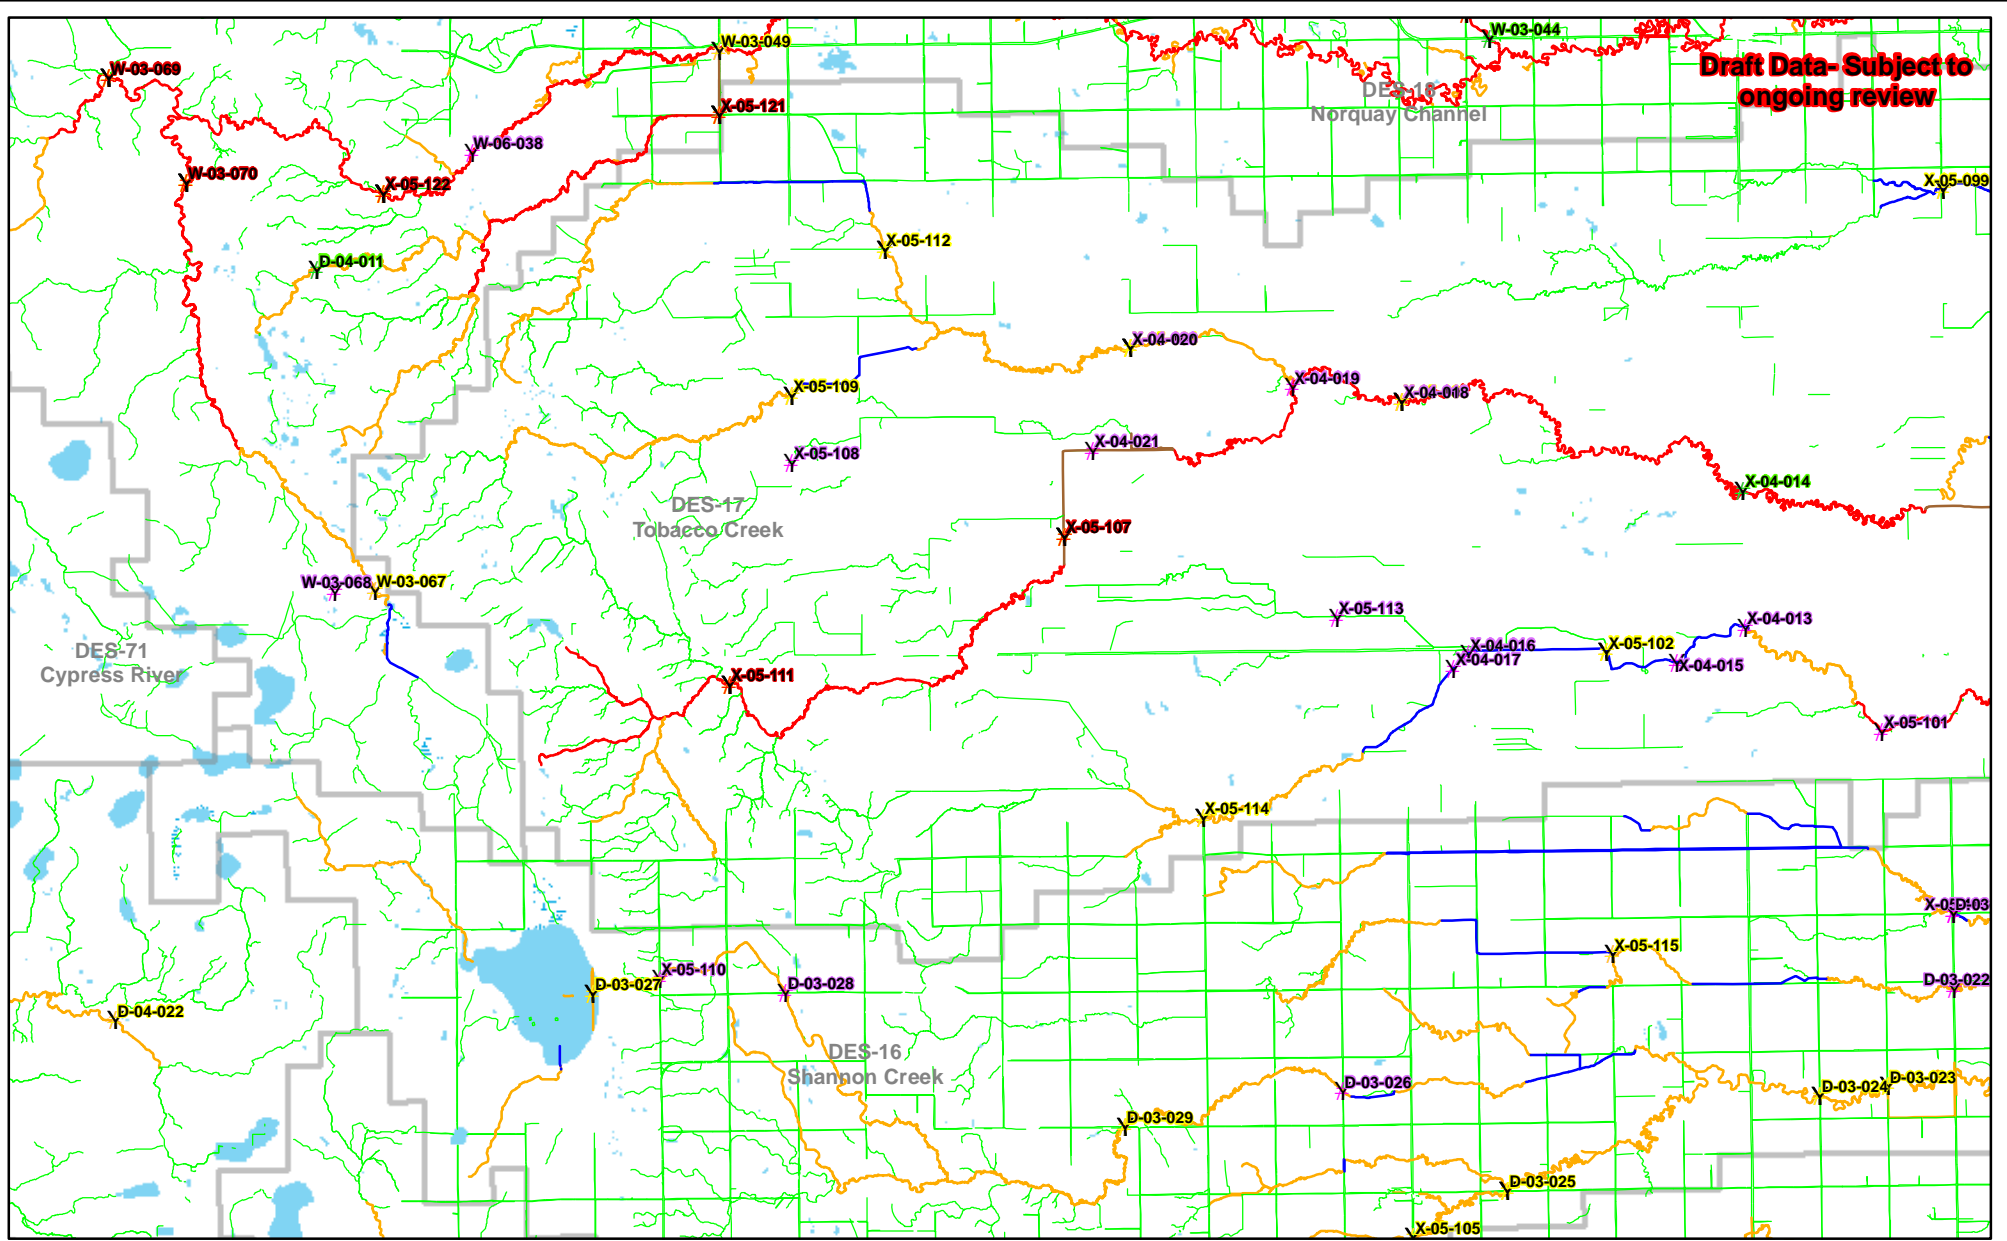 W-03-044
W-03-049
Draft Data- Subject to
ongoing review
W-03-069
DES-18
Norquay Channel
X-05-121
W-06-038
W-03-070
X-05-122
X-05-099
X-05-112
D-04-011
X-04-020
X-04-019
X-05-109
X-04-018
X-04-021
X-05-108
X-04-014
DES-17
Tobacco Creek
X-05-107
W-03-068
W-03-067
X-05-113
X-04-013
X-04-016
X-05-102
X-04-017
X-04-015
DES-71
Cypress River
X-05-111
X-05-101
X-05-114
X-05-115
X-05-110
D-03-027
D-03-028
D-03-022
D-04-022
DES-16
Shannon Creek
D-03-026
D-03-024
D-03-023
D-03-029
D-03-025
X-05-105